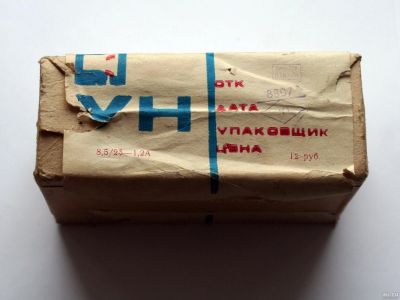 УН
ОТК
ДАТА
УПАКОВЩИК
ЦЕНА
8,5/25—1,2А
12 руб